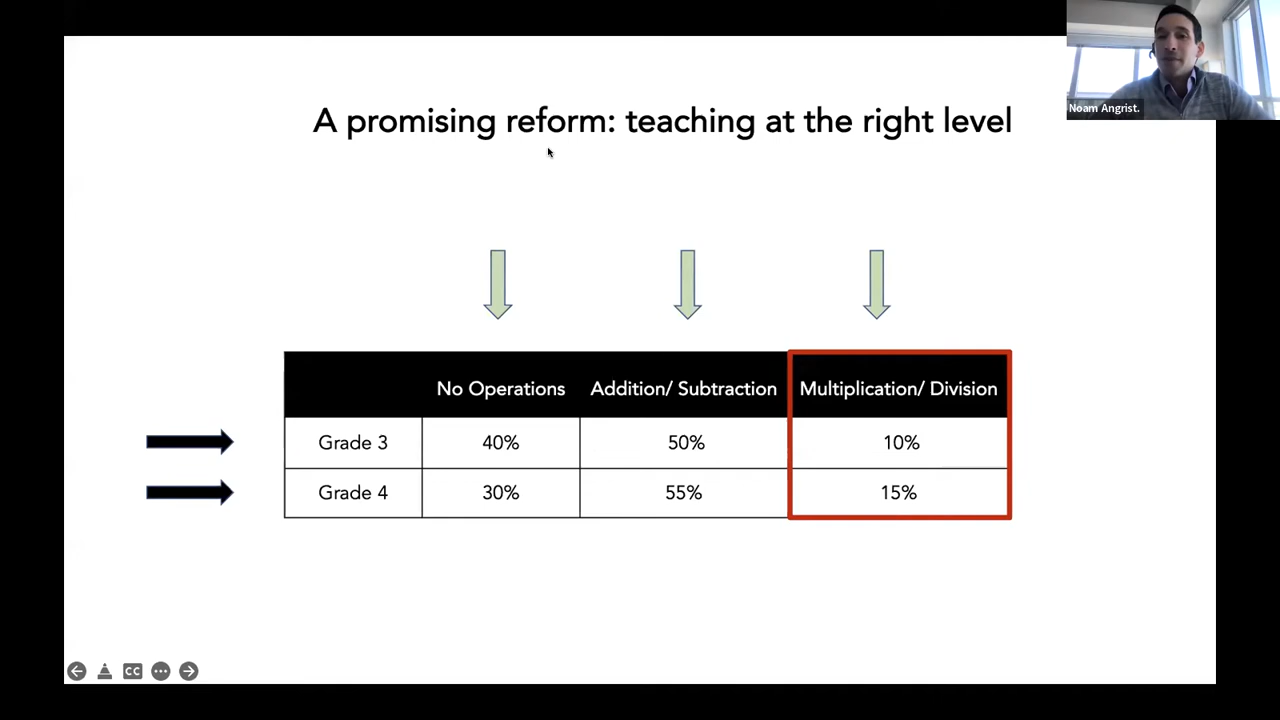 A promising reform: teaching at the right level
Noam Angrist.
No Operations Addition/ Subtraction Multiplication/ Division
Grade 3 40% 50% 10%
Grade 4 30% 55% 15%
CC